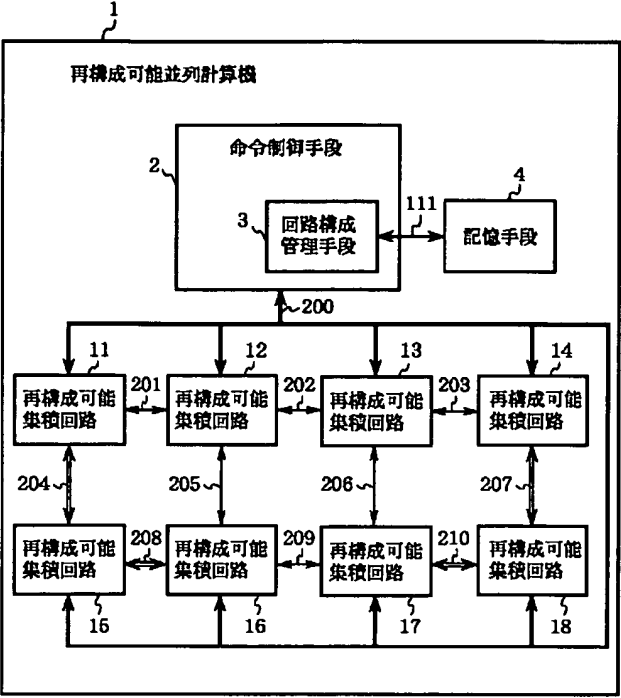 1
再構成可能並列計算機
命令制御手段
2
4
3
回路構成
管理手段
111
記憶手段
200
11
12
13
14
再構成可能
集積回路
201
再構成可能
集積回路
202
再構成可能
集積回路
203
再構成可能
集積回路
204
205
206
207
再構成可能
集積回路
208
再構成可能
集積回路
209
再構成可能
集積回路
210
再構成可能
集積回路
15
16
17
18